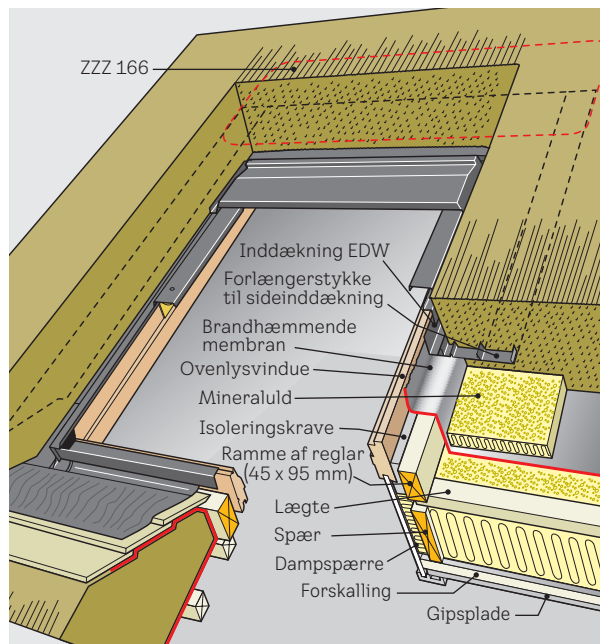 ZZZ 166
Inddækning EDW
Forlængerstykke
til sideinddækning
Brandhæmmende
membran
Ovenlysvindue
Mineraluld
Isoleringskrave
Ramme af reglar
(45 x 95 mm)
Lægte
Spær
Dampspærre
Forskalling
Gipsplade